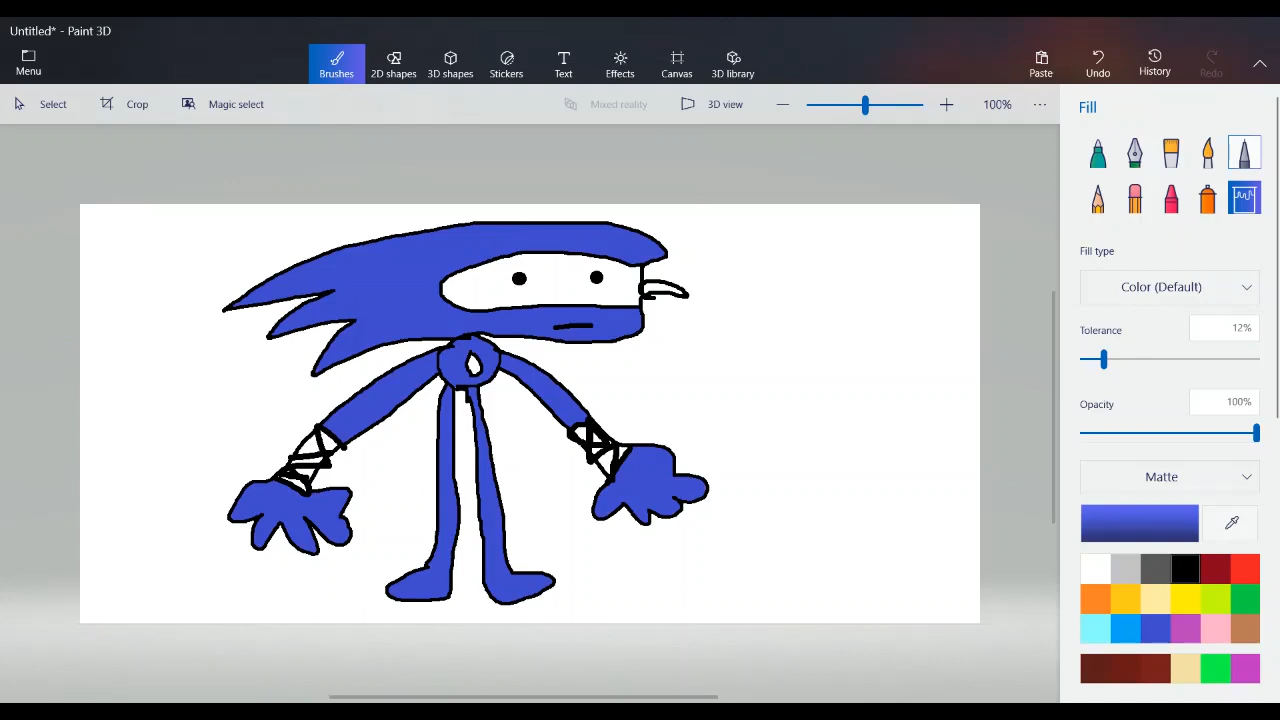 Untitled* - Paint 3D
Menu
Brushes 2D shapes 3D shapes Stickers Text Effects Canvas 3D library Paste Undo History Redo
Select Crop Magic select Mixed reality 3D view 100%
Fill
Fill type
Color (Default)
Tolerance 12%
Opacity 100%
Matte